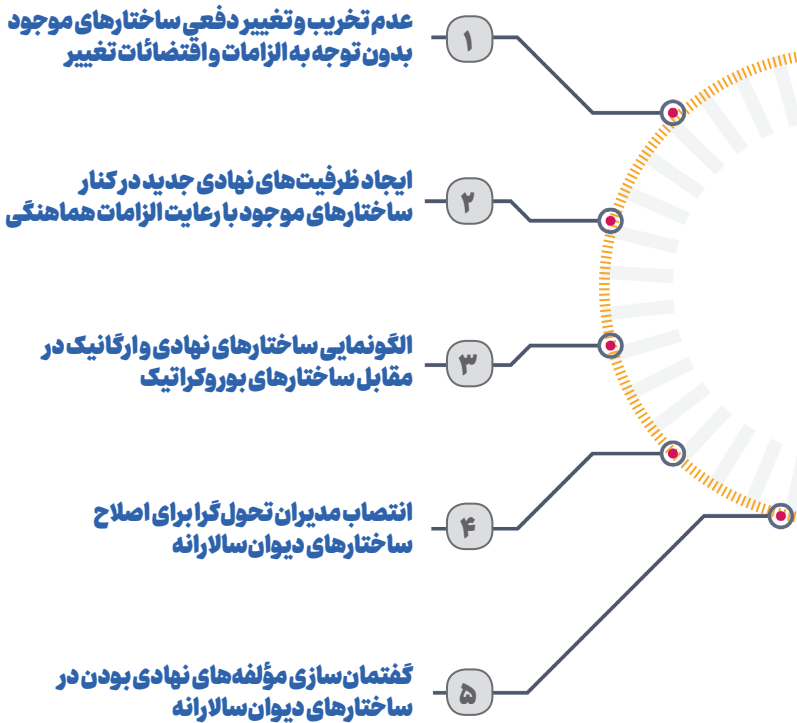 ۱
عدم تخریب و تغییر دفعی ساختارهای موجود
بدون توجه به الزامات و اقتضائات تغییر
۲
ایجاد ظرفیت‌های نهادی جدید در کنار
ساختارهای موجود با رعایت الزامات هماهنگی
۳
الگونمایی ساختارهای نهادی و ارگانیک در
مقابل ساختارهای بوروکراتیک
۴
انتصاب مدیران تحول‌گرا برای اصلاح
ساختارهای دیوان‌سالارانه
۵
گفتمان‌سازی مؤلفه‌های نهادی بودن در
ساختارهای دیوان‌سالارانه